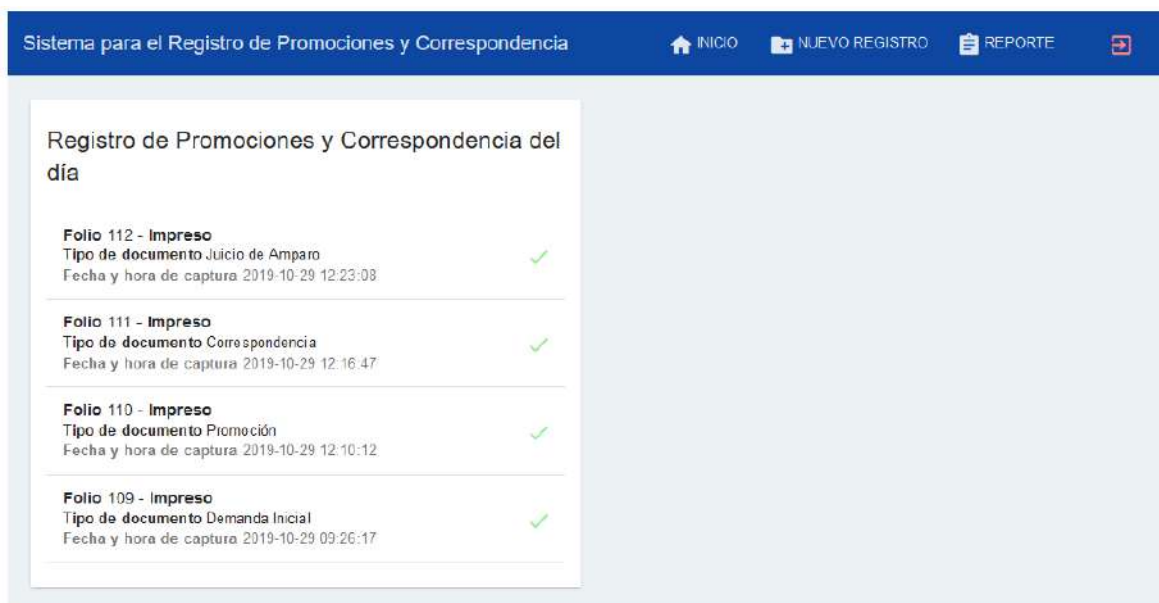 Sistema para el Registro de Promociones y Correspondencia
INICIO
NUEVO REGISTRO
REPORTE
Registro de Promociones y Correspondencia del
día
Folio 112 - Impreso
Tipo de documento Juicio de Amparo
Fecha y hora de captura 2019-10-29 12:23:08
Folio 111 - Impreso
Tipo de documento Correspondencia
Fecha y hora de captura 2019-10-29 12:16:47
Folio 110 - Impreso
Tipo de documento Promoción
Fecha y hora de captura 2019-10-29 12:10:12
Folio 109 - Impreso
Tipo de documento Demanda Inicial
Fecha y hora de captura 2019-10-29 09:26:17